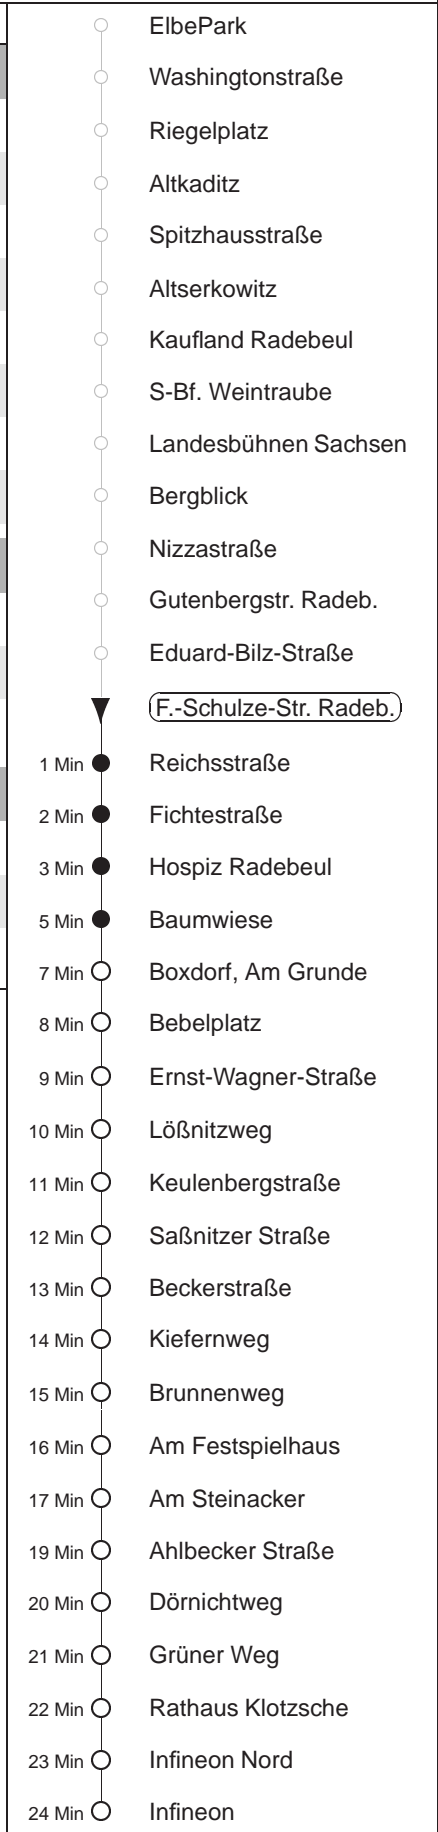 ElbePark
Washingtonstraße
Riegelplatz
Altkaditz
Spitzhausstraße
Altserkowitz
Kaufland Radebeul
S-Bf. Weintraube
Landesbühnen Sachsen
Bergblick
Nizzastraße
Gutenbergstr. Radeb.
Eduard-Bilz-Straße
F.-Schulze-Str. Radeb.
1 Min Reichsstraße
2 Min Fichtestraße
3 Min Hospiz Radebeul
5 Min Baumwiese
7 Min Boxdorf, Am Grunde
8 Min Bebelplatz
9 Min Ernst-Wagner-Straße
10 Min Lößnitzweg
11 Min Keulenbergstraße
12 Min Saßnitzer Straße
13 Min Beckerstraße
14 Min Kiefernweg
15 Min Brunnenweg
16 Min Am Festspielhaus
17 Min Am Steinacker
19 Min Ahlbecker Straße
20 Min Dörnichtweg
21 Min Grüner Weg
22 Min Rathaus Klotzsche
23 Min Infineon Nord
24 Min Infineon